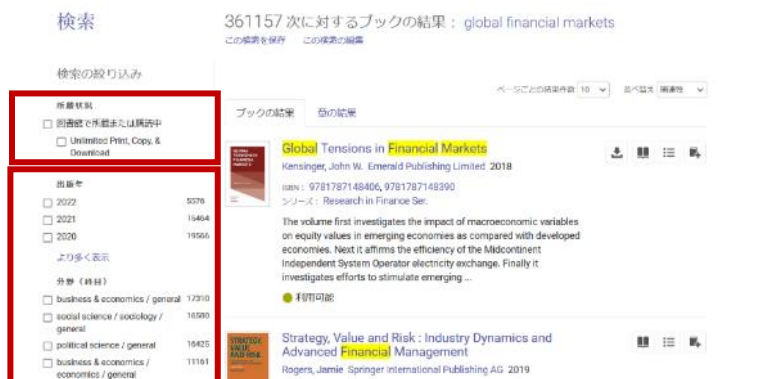 検索
361157 次に対するブックの結果： global financial markets
この検索を保存 この検索の編集
検索の絞り込み
ページごとの結果件数 10 並べ替え 関連性
所蔵状況
図書館で所蔵または購読中
Unlimited Print, Copy, &
Download
出版年
2022 5576
2021 15464
2020 19566
より多く表示
分野（科目）
business & economics / general 17310
social science / sociology /
general 16580
political science / general 16425
business & economics /
economics / general 11161
ブックの結果 章の結果
Global Tensions in Financial Markets
Kensinger, John W. Emerald Publishing Limited 2018
ISBN： 9781787148406, 9781787148390
シリーズ： Research in Finance Ser.
The volume first investigates the impact of macroeconomic variables
on equity values in emerging economies as compared with developed
economies. Next it affirms the efficiency of the Midcontinent
Independent System Operator electricity exchange. Finally it
investigates efforts to stimulate emerging ...
利用可能
STRATEGY,
VALUE
AND RISK
Strategy, Value and Risk : Industry Dynamics and
Advanced Financial Management
Rogers, Jamie Springer International Publishing AG 2019